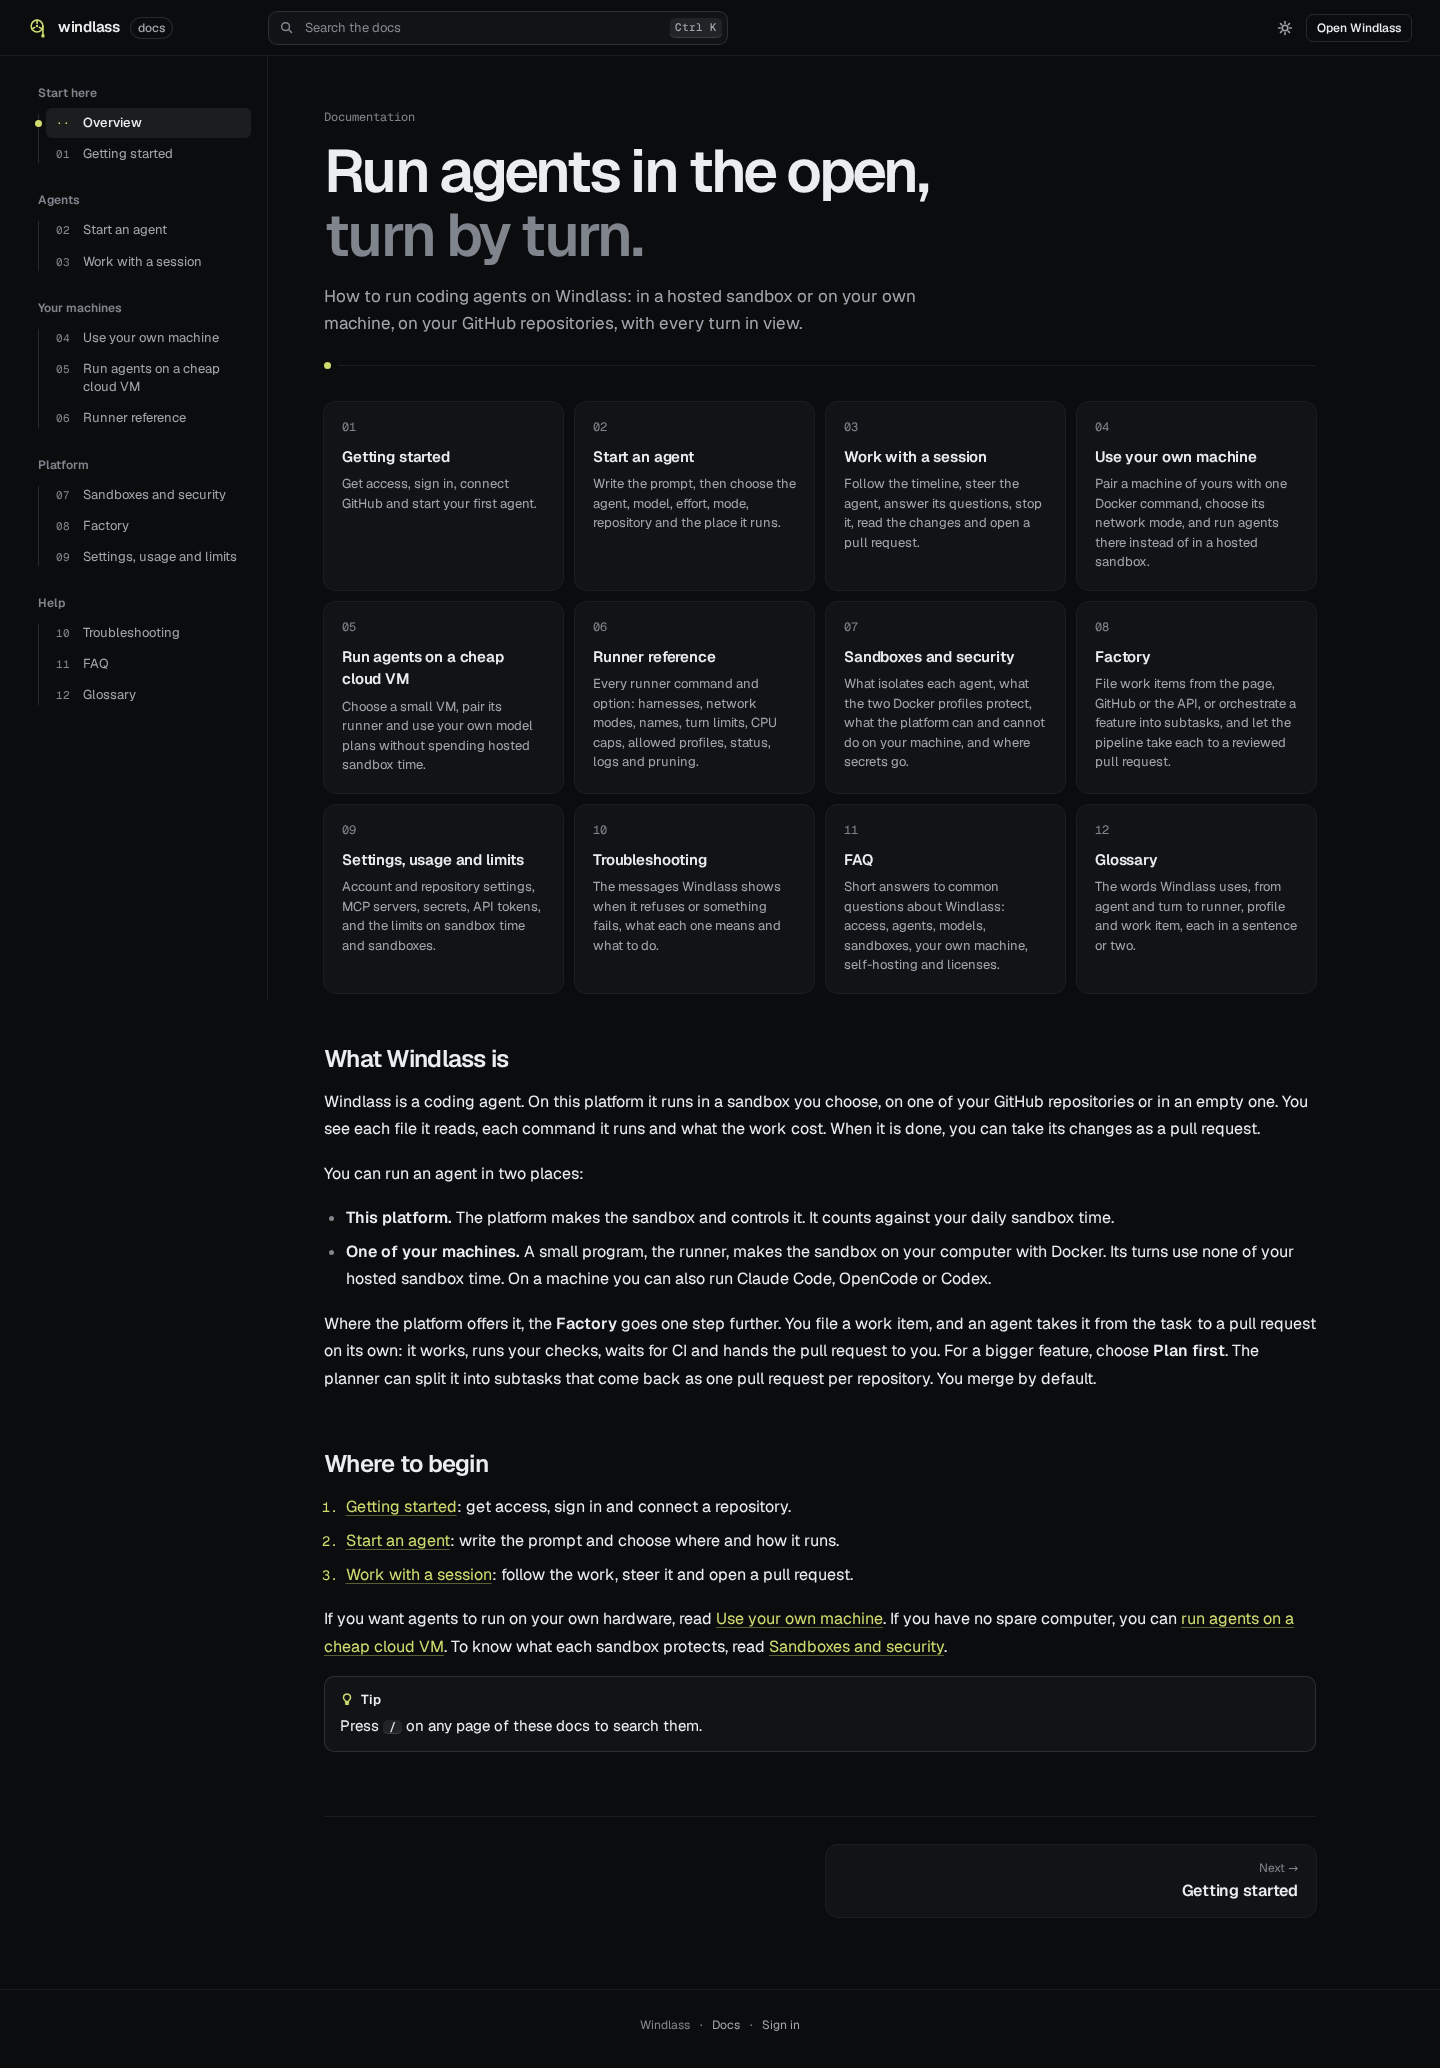 windlass docs
Search the docs Ctrl K
Open Windlass
Start here
·· Overview
01 Getting started
Agents
02 Start an agent
03 Work with a session
Your machines
04 Use your own machine
05 Run agents on a cheap
cloud VM
06 Runner reference
Platform
07 Sandboxes and security
08 Factory
09 Settings, usage and limits
Help
10 Troubleshooting
11 FAQ
12 Glossary
Documentation
Run agents in the open,
turn by turn.
How to run coding agents on Windlass: in a hosted sandbox or on your own
machine, on your GitHub repositories, with every turn in view.
01
Getting started
Get access, sign in, connect
GitHub and start your first agent.
02
Start an agent
Write the prompt, then choose the
agent, model, effort, mode,
repository and the place it runs.
03
Work with a session
Follow the timeline, steer the
agent, answer its questions, stop
it, read the changes and open a
pull request.
04
Use your own machine
Pair a machine of yours with one
Docker command, choose its
network mode, and run agents
there instead of in a hosted
sandbox.
05
Run agents on a cheap
cloud VM
Choose a small VM, pair its
runner and use your own model
plans without spending hosted
sandbox time.
06
Runner reference
Every runner command and
option: harnesses, network
modes, names, turn limits, CPU
caps, allowed profiles, status,
logs and pruning.
07
Sandboxes and security
What isolates each agent, what
the two Docker profiles protect,
what the platform can and cannot
do on your machine, and where
secrets go.
08
Factory
File work items from the page,
GitHub or the API, or orchestrate a
feature into subtasks, and let the
pipeline take each to a reviewed
pull request.
09
Settings, usage and limits
Account and repository settings,
MCP servers, secrets, API tokens,
and the limits on sandbox time
and sandboxes.
10
Troubleshooting
The messages Windlass shows
when it refuses or something
fails, what each one means and
what to do.
11
FAQ
Short answers to common
questions about Windlass:
access, agents, models,
sandboxes, your own machine,
self-hosting and licenses.
12
Glossary
The words Windlass uses, from
agent and turn to runner, profile
and work item, each in a sentence
or two.
What Windlass is
Windlass is a coding agent. On this platform it runs in a sandbox you choose, on one of your GitHub repositories or in an empty one. You
see each file it reads, each command it runs and what the work cost. When it is done, you can take its changes as a pull request.
You can run an agent in two places:
• This platform. The platform makes the sandbox and controls it. It counts against your daily sandbox time.
• One of your machines. A small program, the runner, makes the sandbox on your computer with Docker. Its turns use none of your
hosted sandbox time. On a machine you can also run Claude Code, OpenCode or Codex.
Where the platform offers it, the Factory goes one step further. You file a work item, and an agent takes it from the task to a pull request
on its own: it works, runs your checks, waits for CI and hands the pull request to you. For a bigger feature, choose Plan first. The
planner can split it into subtasks that come back as one pull request per repository. You merge by default.
Where to begin
1. Getting started: get access, sign in and connect a repository.
2. Start an agent: write the prompt and choose where and how it runs.
3. Work with a session: follow the work, steer it and open a pull request.
If you want agents to run on your own hardware, read Use your own machine. If you have no spare computer, you can run agents on a
cheap cloud VM. To know what each sandbox protects, read Sandboxes and security.
Tip
Press / on any page of these docs to search them.
Next →
Getting started
Windlass · Docs · Sign in